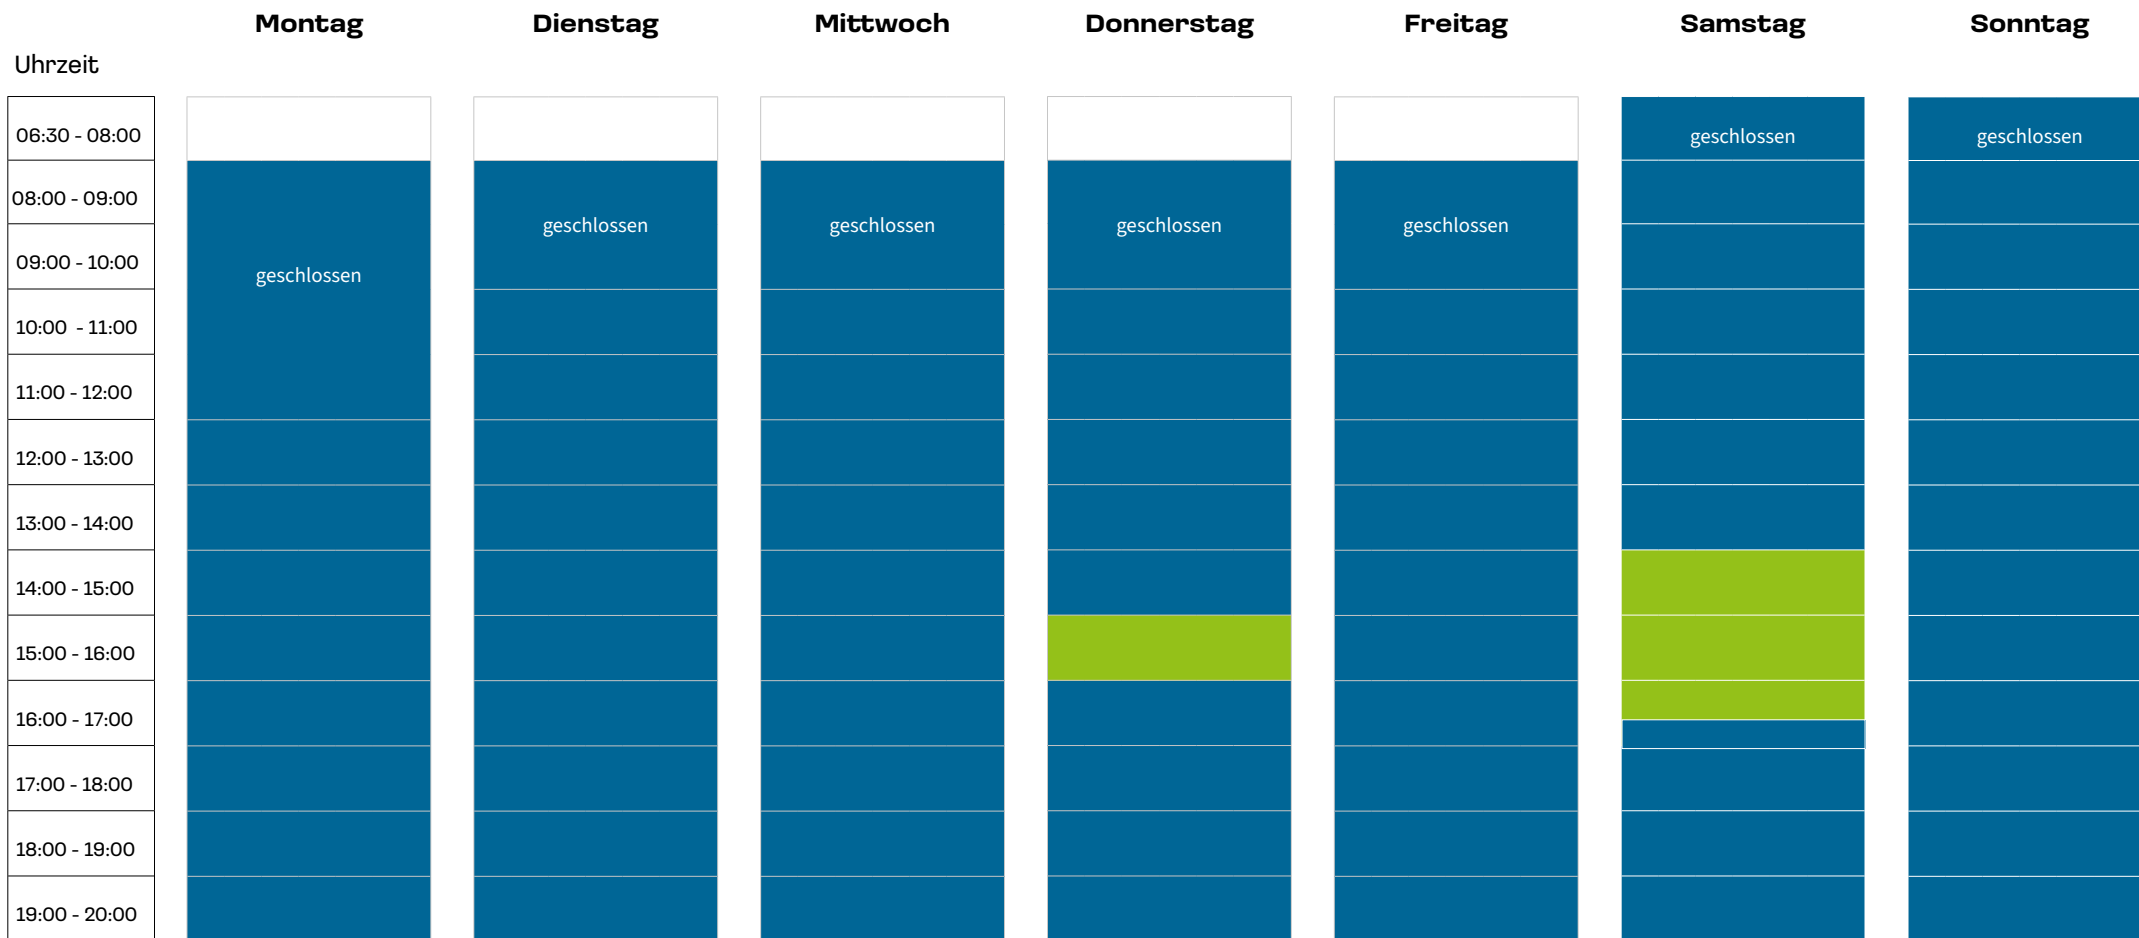 Montag Dienstag Mittwoch Donnerstag Freitag Samstag Sonntag
Uhrzeit
06:30 - 08:00 geschlossen geschlossen
08:00 - 09:00
geschlossen geschlossen geschlossen geschlossen
09:00 - 10:00
geschlossen
10:00 - 11:00
11:00 - 12:00
12:00 - 13:00
13:00 - 14:00
14:00 - 15:00
15:00 - 16:00
16:00 - 17:00
17:00 - 18:00
18:00 - 19:00
19:00 - 20:00